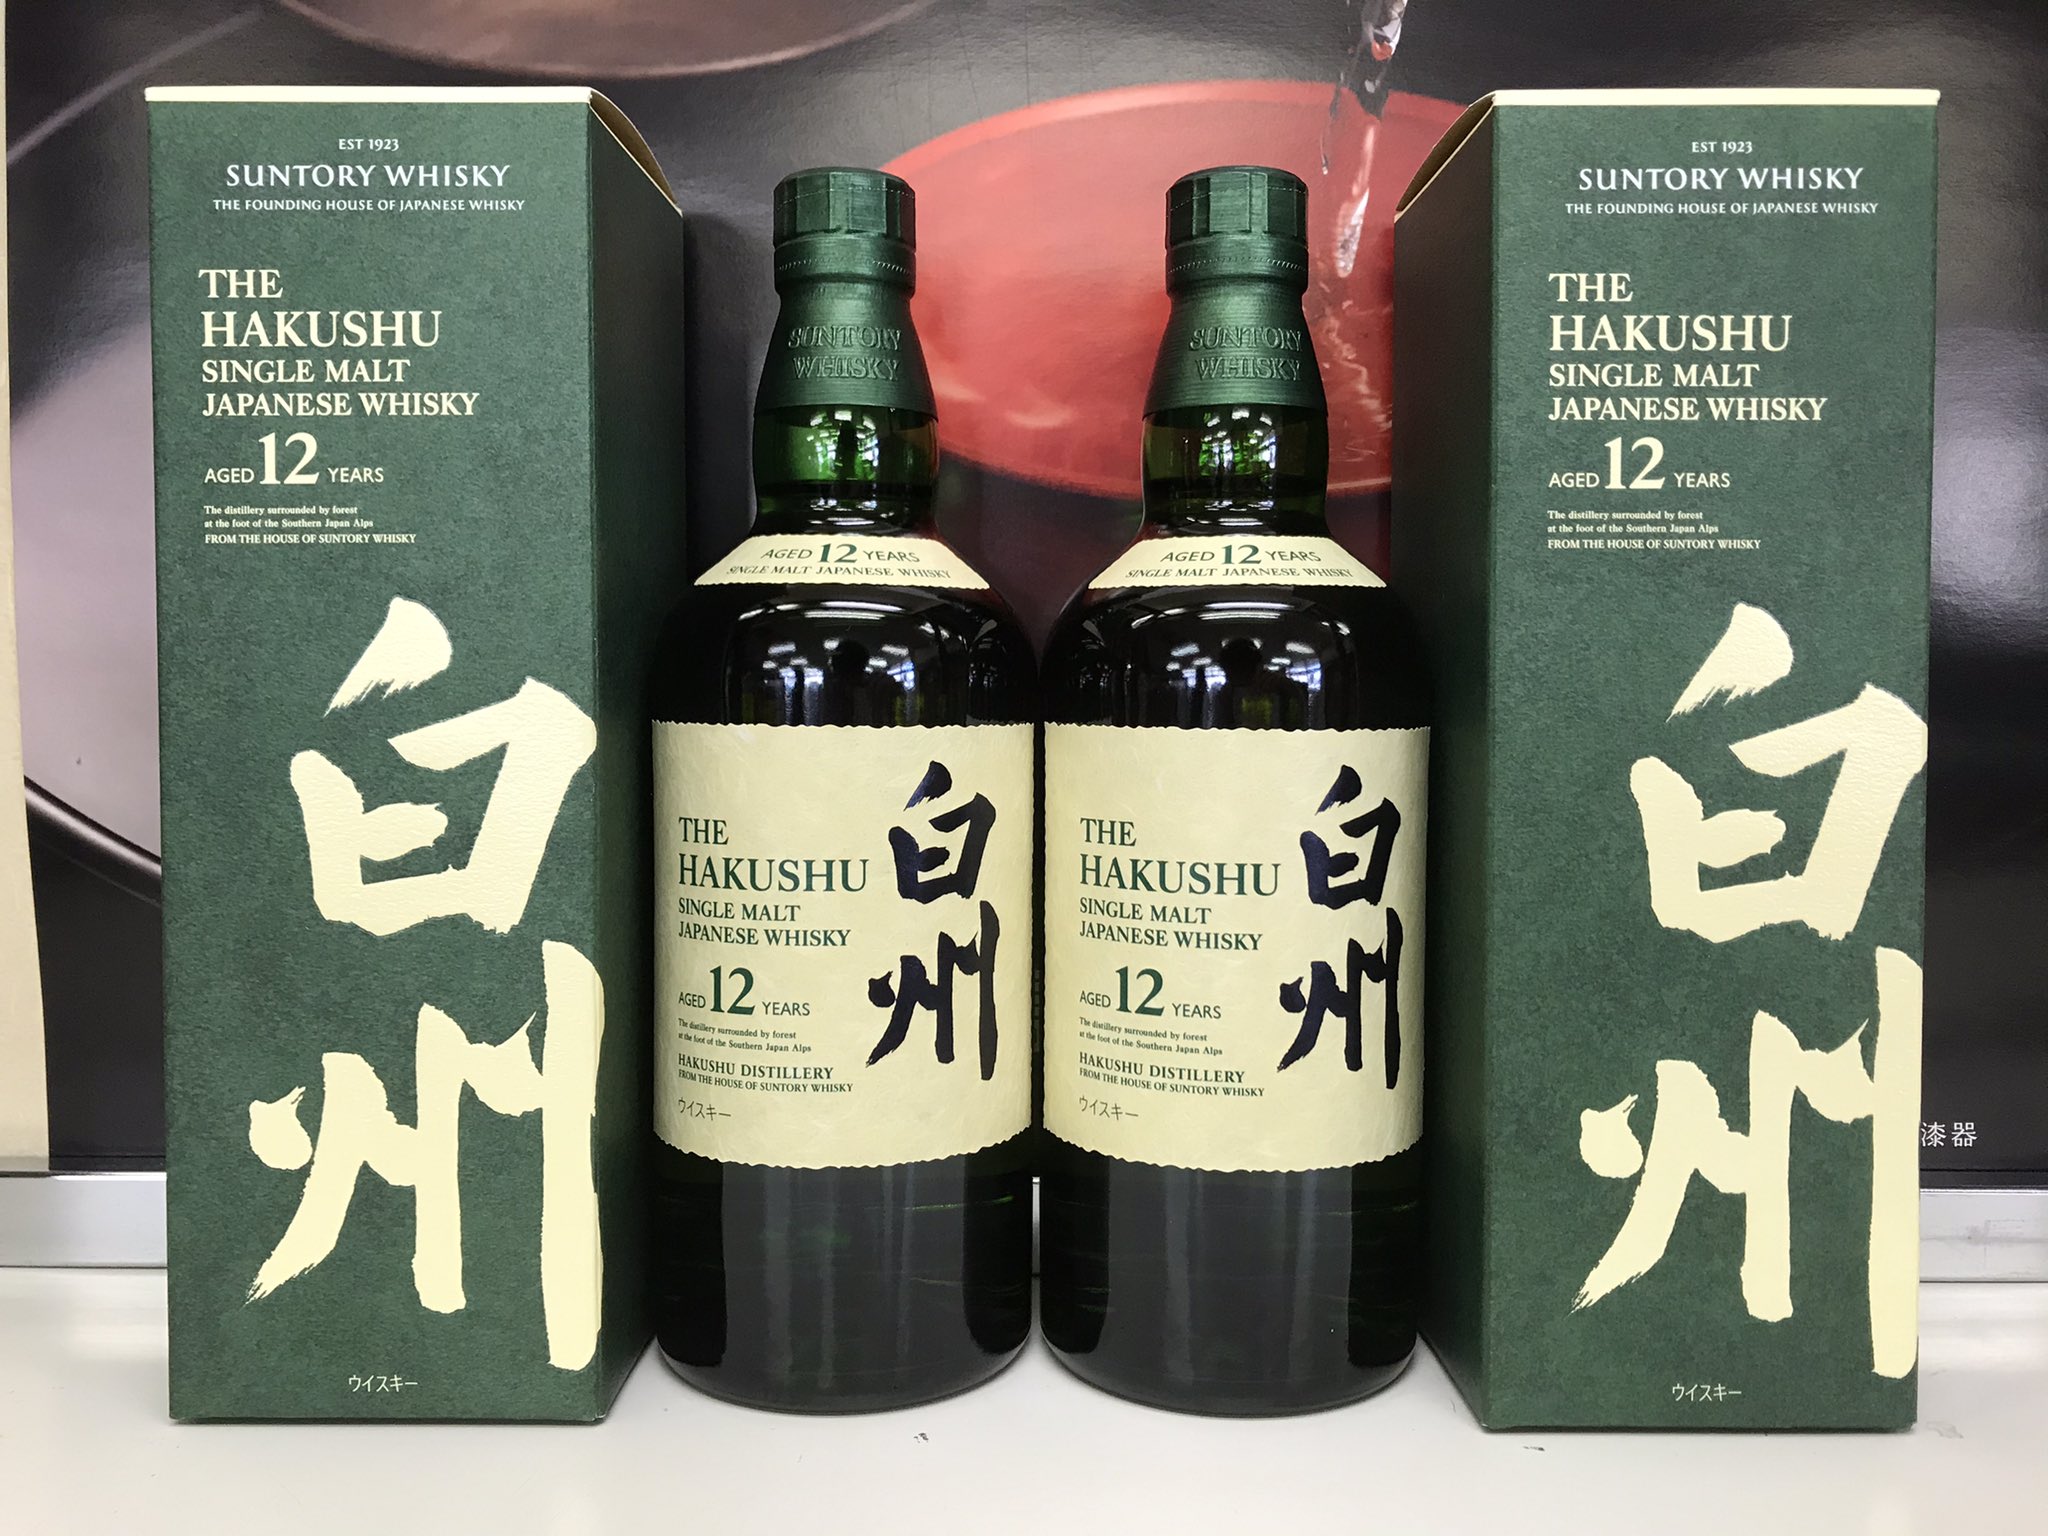 EST 1923
SUNTORY WHISKY
THE FOUNDING HOUSE OF JAPANESE WHISKY
THE
HAKUSHU
SINGLE MALT
JAPANESE WHISKY
AGED 12 YEARS
The distillery surrounded by forest
at the foot of the Southern Japan Alps
FROM THE HOUSE OF SUNTORY WHISKY
白州
ウイスキー
SUNTORY
WHISKY
AGED 12 YEARS
SINGLE MALT JAPANESE WHISKY
THE
HAKUSHU
SINGLE MALT
JAPANESE WHISKY
AGED 12 YEARS
The distillery surrounded by forest
at the foot of the Southern Japan Alps
HAKUSHU DISTILLERY
FROM THE HOUSE OF SUNTORY WHISKY
ウイスキー
白州
SUNTORY
WHISKY
AGED 12 YEARS
SINGLE MALT JAPANESE WHISKY
THE
HAKUSHU
SINGLE MALT
JAPANESE WHISKY
AGED 12 YEARS
The distillery surrounded by forest
at the foot of the Southern Japan Alps
HAKUSHU DISTILLERY
FROM THE HOUSE OF SUNTORY WHISKY
ウイスキー
白州
EST 1923
SUNTORY WHISKY
THE FOUNDING HOUSE OF JAPANESE WHISKY
THE
HAKUSHU
SINGLE MALT
JAPANESE WHISKY
AGED 12 YEARS
The distillery surrounded by forest
at the foot of the Southern Japan Alps
FROM THE HOUSE OF SUNTORY WHISKY
白州
ウイスキー
漆器